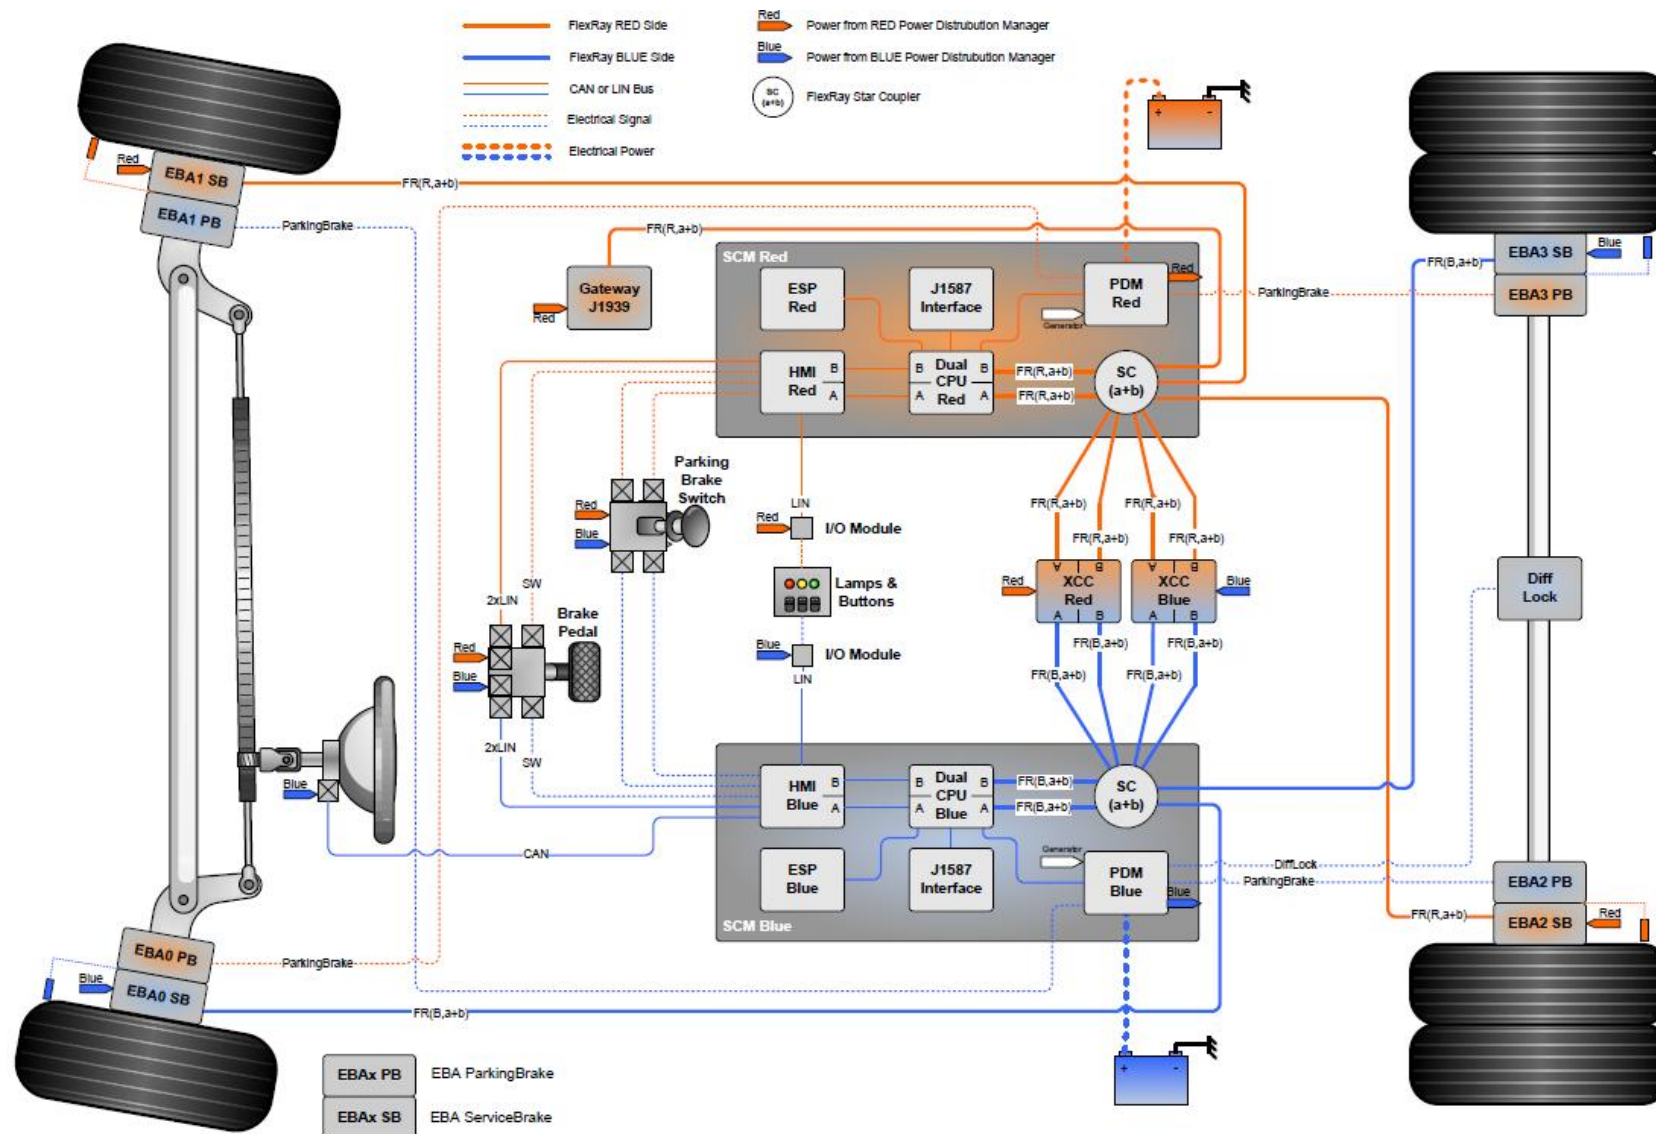 FlexRay RED Side
FlexRay BLUE Side
CAN or LIN Bus
Electrical Signal
Electrical Power
Red
Power from RED Power Distrubution Manager
Blue
Power from BLUE Power Distrubution Manager
SC
(a+b)
FlexRay Star Coupler
Red
EBA1 SB
EBA1 PB
FR(R,a+b)
ParkingBrake
FR(R,a+b)
Gateway
J1939
Red
SCM Red
ESP
Red
J1587
Interface
PDM
Red
Red
Generator
HMI
Red
B
A
B
A
Dual
CPU
Red
B
A
FR(R,a+b)
FR(R,a+b)
SC
(a+b)
ParkingBrake
FR(B,a+b)
EBA3 SB
Blue
EBA3 PB
Parking
Brake
Switch
Red
Blue
LIN
Red
I/O Module
Lamps &
Buttons
Blue
I/O Module
LIN
2xLIN
SW
Brake
Pedal
Red
Blue
2xLIN
SW
FR(R,a+b)
FR(R,a+b)
FR(R,a+b)
FR(R,a+b)
A
B
A
B
Red
XCC
Red
XCC
Blue
Blue
A
B
A
B
FR(B,a+b)
FR(B,a+b)
FR(B,a+b)
FR(B,a+b)
Diff
Lock
Blue
CAN
HMI
Blue
B
A
B
A
Dual
CPU
Blue
B
A
FR(B,a+b)
FR(B,a+b)
SC
(a+b)
ESP
Blue
J1587
Interface
Generator
PDM
Blue
Blue
SCM Blue
DiffLock
ParkingBrake
EBA2 PB
FR(R,a+b)
EBA2 SB
Red
EBA0 PB
ParkingBrake
Blue
EBA0 SB
FR(B,a+b)
EBAx PB
EBA ParkingBrake
EBAx SB
EBA ServiceBrake